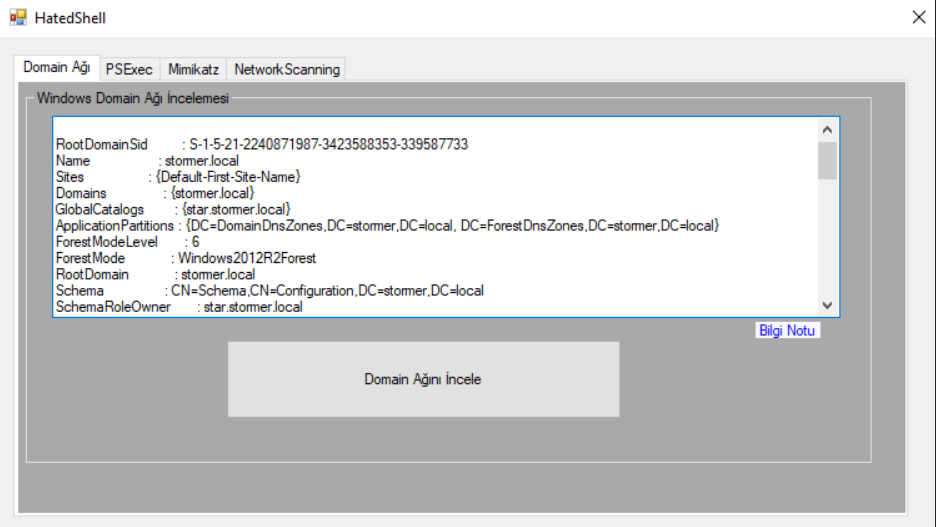 HatedShell
Domain Ağı PSExec Mimikatz NetworkScanning
Windows Domain Ağı İncelemesi
RootDomainSid : S-1-5-21-2240871987-3423588353-339587733
Name : stormer.local
Sites : {Default-First-Site-Name}
Domains : {stormer.local}
GlobalCatalogs : {star.stormer.local}
ApplicationPartitions : {DC=DomainDnsZones,DC=stormer,DC=local, DC=ForestDnsZones,DC=stormer,DC=local}
ForestModeLevel : 6
ForestMode : Windows2012R2Forest
RootDomain : stormer.local
Schema : CN=Schema,CN=Configuration,DC=stormer,DC=local
SchemaRoleOwner : star.stormer.local
Bilgi Notu
Domain Ağını İncele